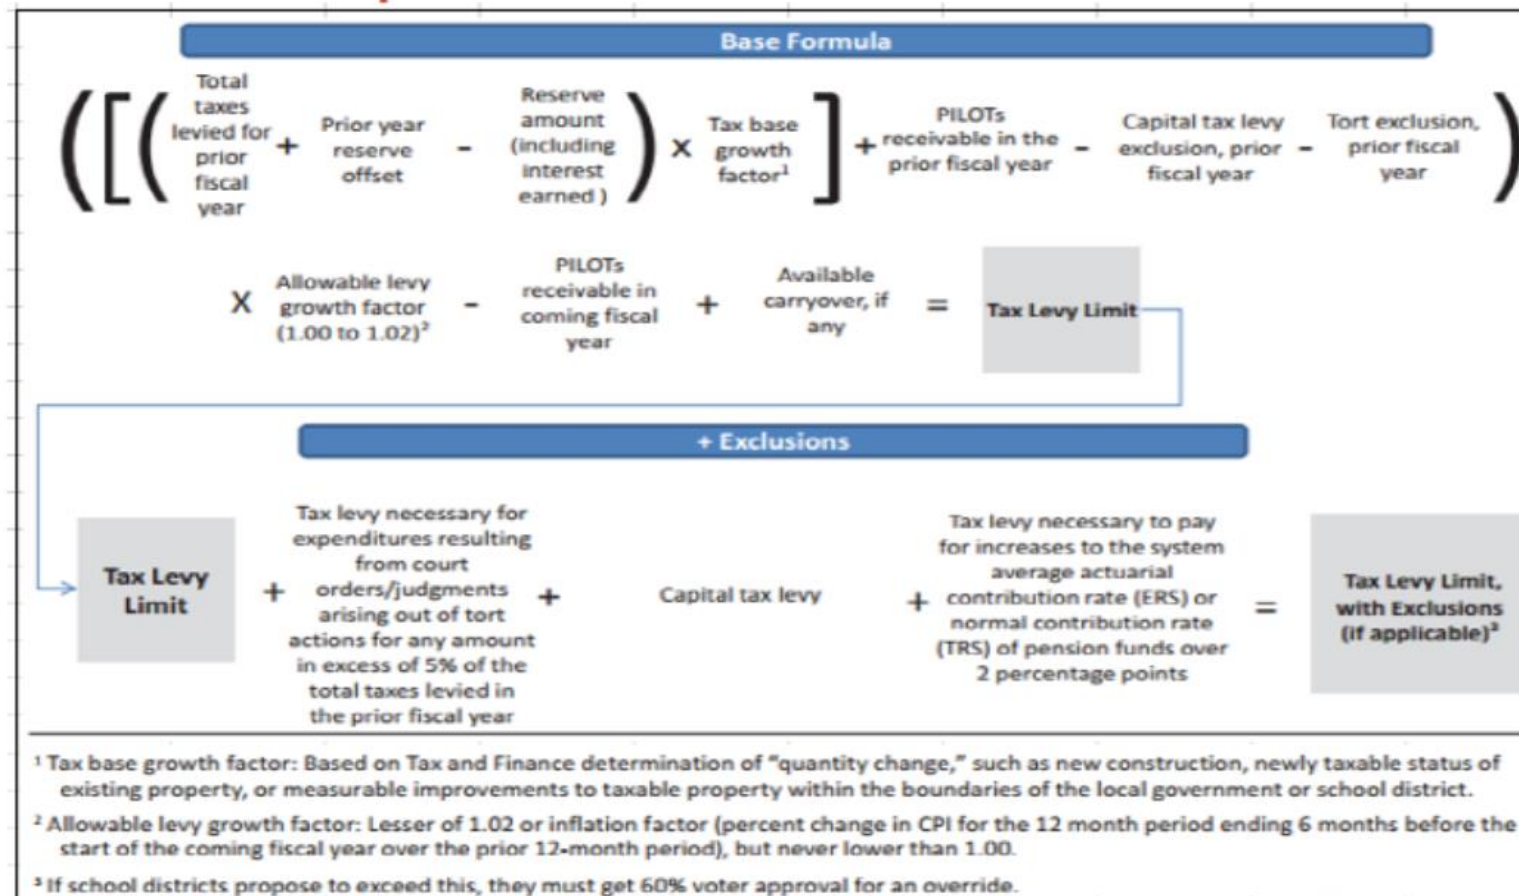 Base Formula
([( Total taxes levied for prior fiscal year + Prior year reserve offset - Reserve amount (including interest earned ) ) x Tax base growth factor¹ ] + PILOTs receivable in the prior fiscal year - Capital tax levy exclusion, prior fiscal year - Tort exclusion, prior fiscal year )
X Allowable levy growth factor (1.00 to 1.02)² - PILOTs receivable in coming fiscal year + Available carryover, if any = Tax Levy Limit
+ Exclusions
Tax Levy Limit + Tax levy necessary for expenditures resulting from court orders/judgments arising out of tort actions for any amount in excess of 5% of the total taxes levied in the prior fiscal year + Capital tax levy + Tax levy necessary to pay for increases to the system average actuarial contribution rate (ERS) or normal contribution rate (TRS) of pension funds over 2 percentage points = Tax Levy Limit, with Exclusions (if applicable)³
¹ Tax base growth factor: Based on Tax and Finance determination of "quantity change," such as new construction, newly taxable status of
existing property, or measurable improvements to taxable property within the boundaries of the local government or school district.
² Allowable levy growth factor: Lesser of 1.02 or inflation factor (percent change in CPI for the 12 month period ending 6 months before the
start of the coming fiscal year over the prior 12-month period), but never lower than 1.00.
³ If school districts propose to exceed this, they must get 60% voter approval for an override.